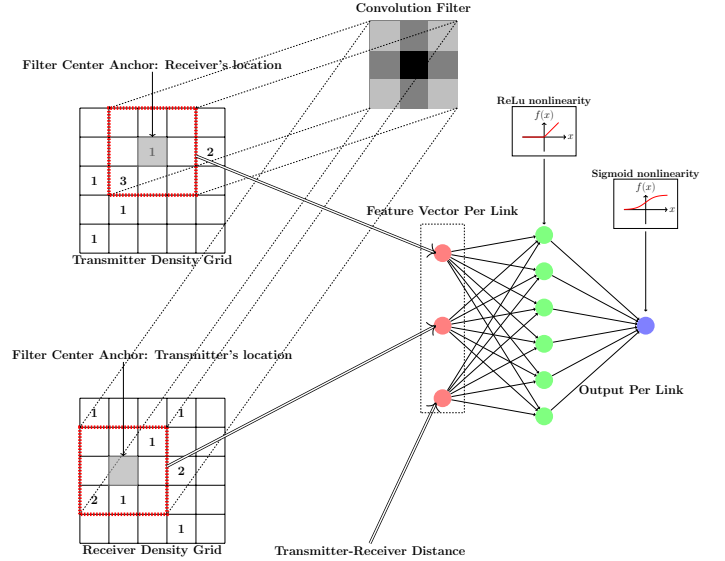 Convolution Filter
Filter Center Anchor: Receiver's location
1 2
1 3
1
1
Transmitter Density Grid
ReLu nonlinearity
f(x)
x
Sigmoid nonlinearity
f(x)
x
Feature Vector Per Link
Filter Center Anchor: Transmitter's location
1 1
1
2
2 1
1
Receiver Density Grid
Output Per Link
Transmitter-Receiver Distance